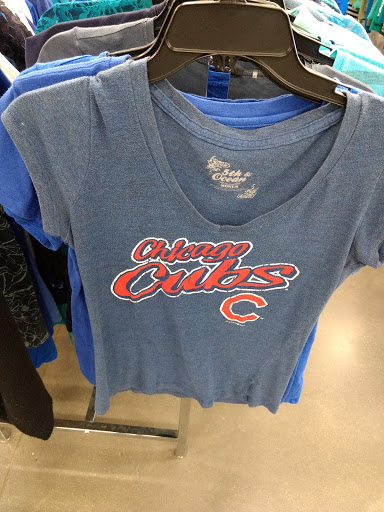 5th &
Ocean
Chicago
Cubs
C